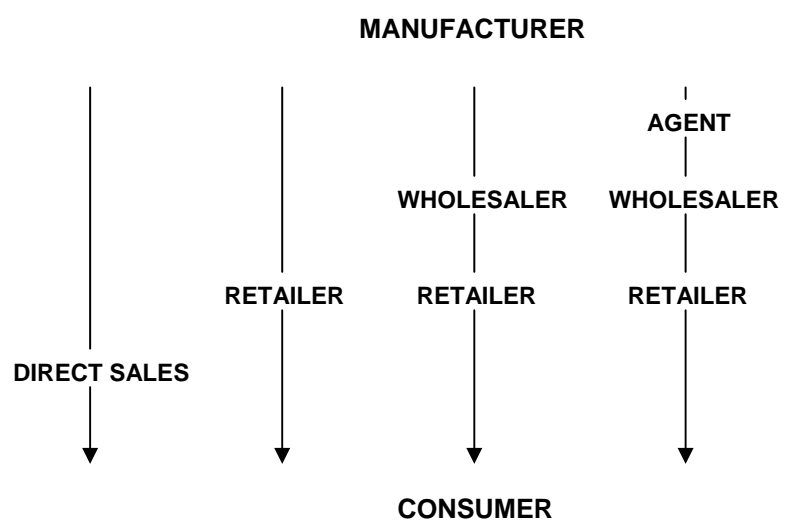 MANUFACTURER
AGENT
WHOLESALER WHOLESALER
RETAILER RETAILER RETAILER
DIRECT SALES
CONSUMER